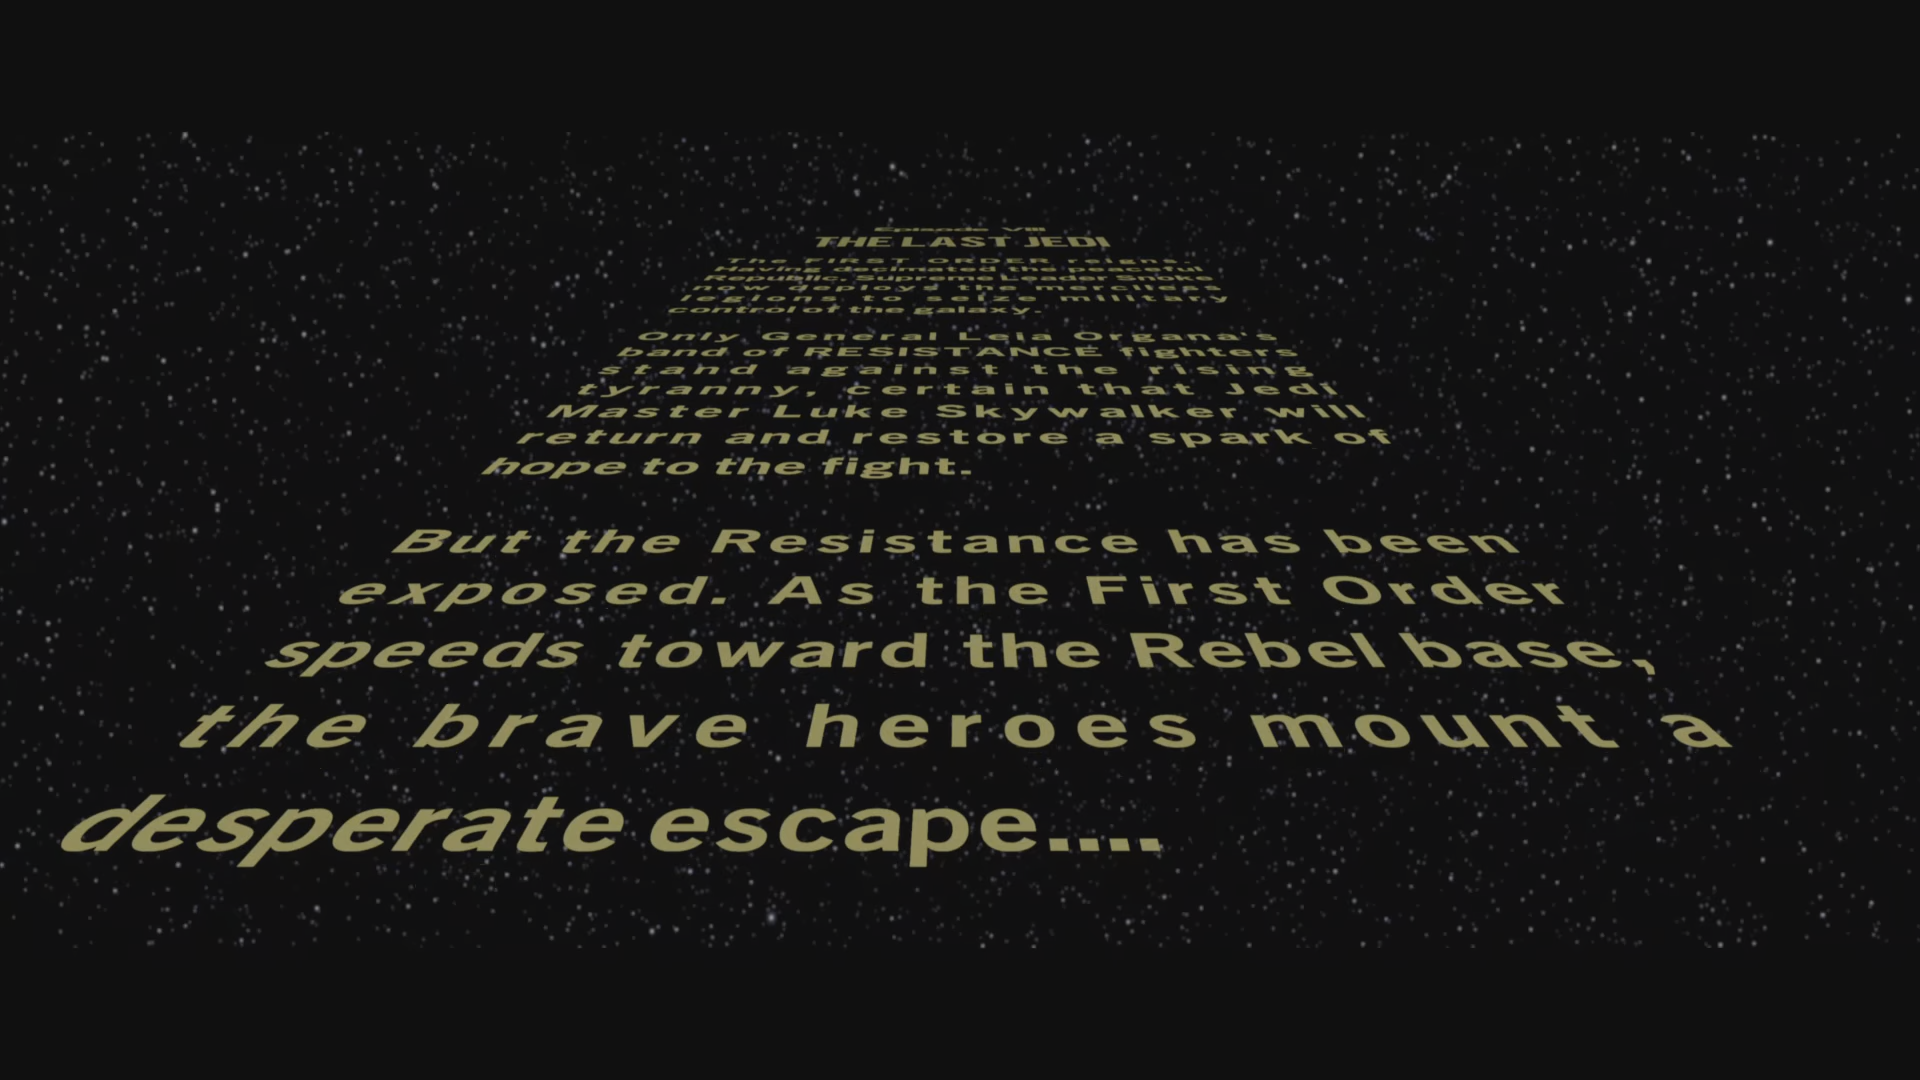 Episode VIII
THE LAST JEDI
The FIRST ORDER reigns.
Having decimated the peaceful
Republic, Supreme Leader Snoke
now deploys the merciless
legions to seize military
control of the galaxy.
Only General Leia Organa's
band of RESISTANCE fighters
stand against the rising
tyranny, certain that Jedi
Master Luke Skywalker will
return and restore a spark of
hope to the fight.
But the Resistance has been
exposed. As the First Order
speeds toward the Rebel base,
the brave heroes mount a
desperate escape....